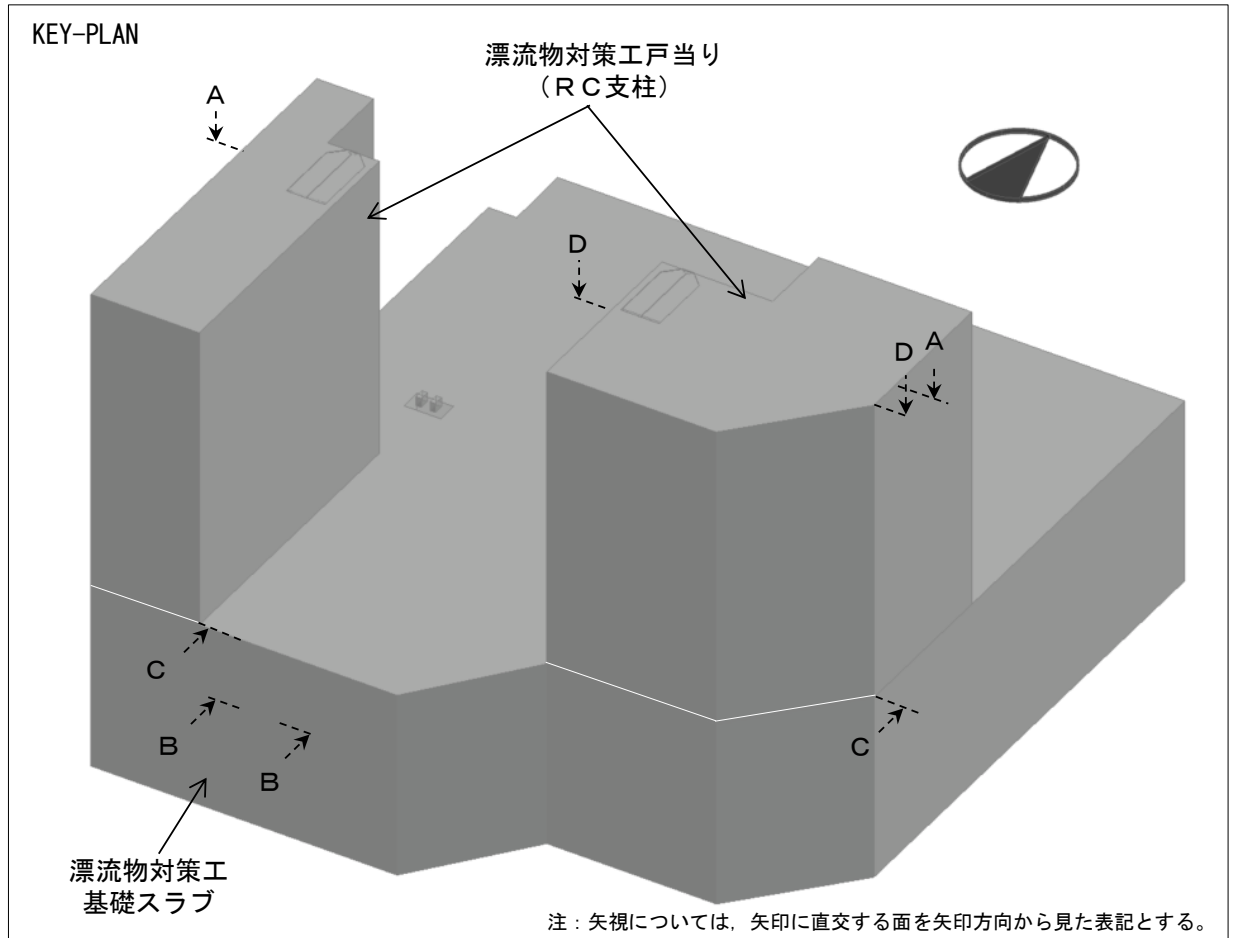 KEY-PLAN
漂流物対策工戸当り
（ＲＣ支柱）
A
D
D
A
C
B
B
C
漂流物対策工
基礎スラブ
注：矢視については，矢印に直交する面を矢印方向から見た表記とする。